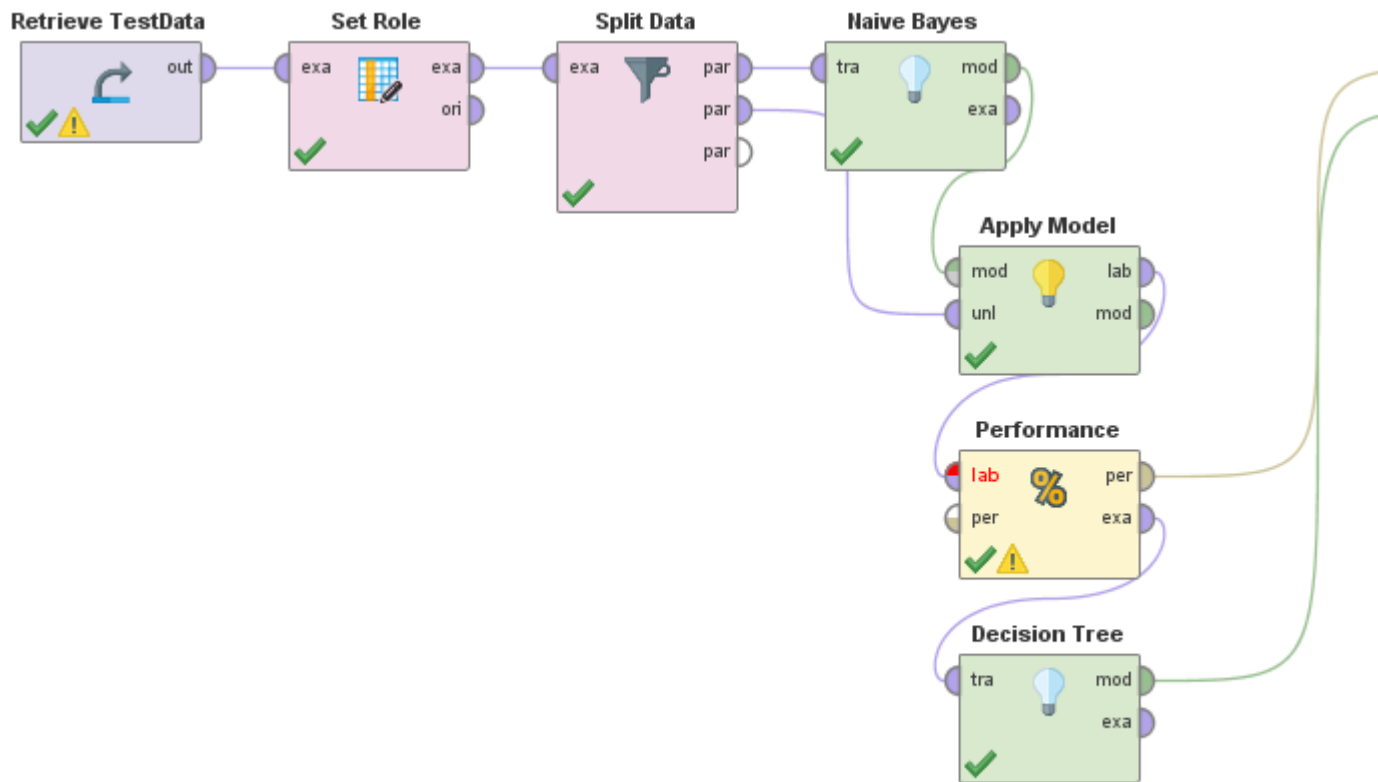 Retrieve TestData
out
Set Role
exa exa
ori
Split Data
exa par
par
par
Naive Bayes
tra mod
exa
Apply Model
mod lab
unl mod
Performance
% 
lab per
per exa
Decision Tree
tra mod
exa